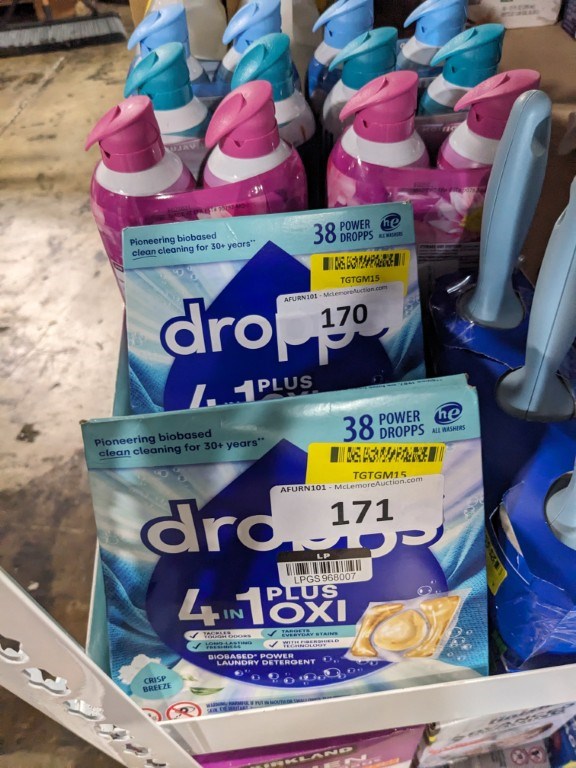 Pioneering biobased
clean cleaning for 30+ years**
38 POWER DROPPS
he
ALL WASHERS
TGTGM15
AFURN101 - McLemoreAuction.com
170
dropps
4 IN 1 PLUS OXI
Pioneering biobased
clean cleaning for 30+ years**
38 POWER DROPPS
he
ALL WASHERS
TGTGM15
AFURN101 - McLemoreAuction.com
171
dropps
LP
LPGS968007
4 IN 1 PLUS OXI
TACKLES TOUGH ODORS
TARGETS EVERYDAY STAINS
LONG-LASTING FRESHNESS
WITH FIBERSHIELD TECHNOLOGY
BIOBASED* POWER
LAUNDRY DETERGENT
CRISP BREEZE
KIRKLAND